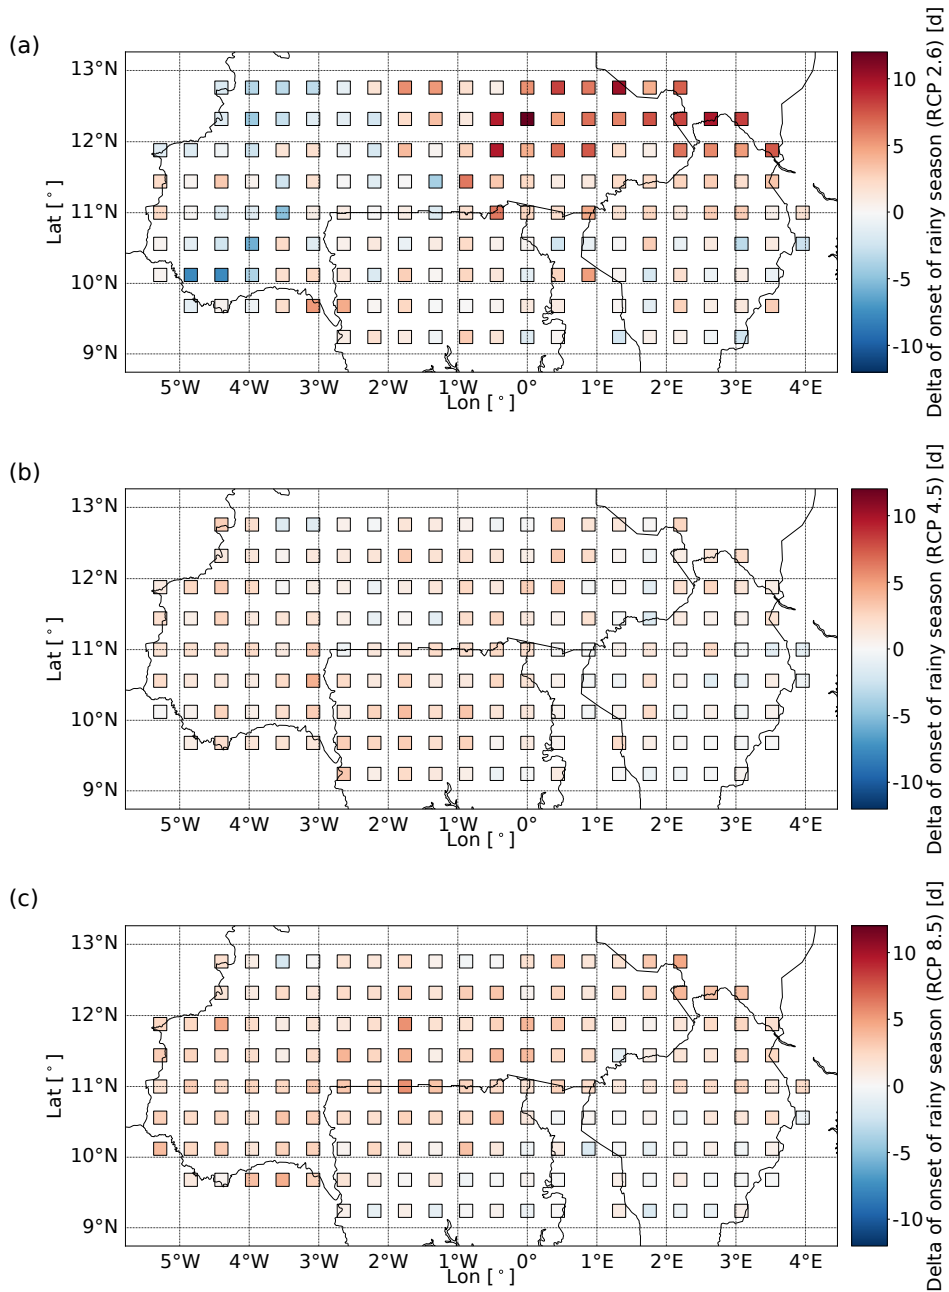 (a)
13°N
12°N
11°N
10°N
9°N
Lat [°]
5°W 4°W 3°W 2°W 1°W 0° 1°E 2°E 3°E 4°E
Lon [°]
10
5
0
-5
-10
Delta of onset of rainy season (RCP 2.6) [d]
(b)
13°N
12°N
11°N
10°N
9°N
Lat [°]
5°W 4°W 3°W 2°W 1°W 0° 1°E 2°E 3°E 4°E
Lon [°]
10
5
0
-5
-10
Delta of onset of rainy season (RCP 4.5) [d]
(c)
13°N
12°N
11°N
10°N
9°N
Lat [°]
5°W 4°W 3°W 2°W 1°W 0° 1°E 2°E 3°E 4°E
Lon [°]
10
5
0
-5
-10
Delta of onset of rainy season (RCP 8.5) [d]